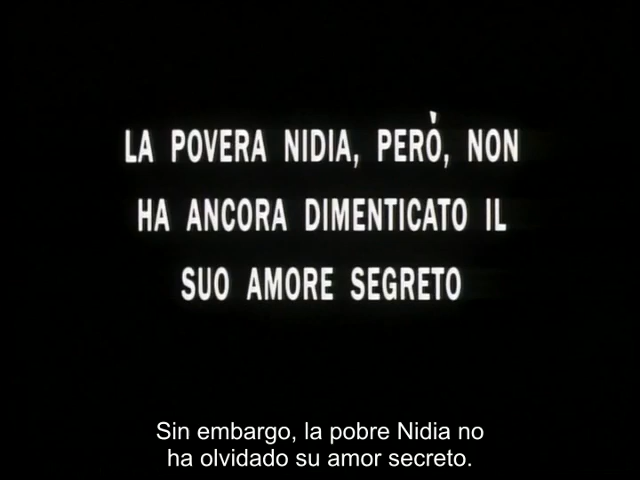 LA POVERA NIDIA, PERÒ, NON
HA ANCORA DIMENTICATO IL
SUO AMORE SEGRETO
Sin embargo, la pobre Nidia no
ha olvidado su amor secreto.